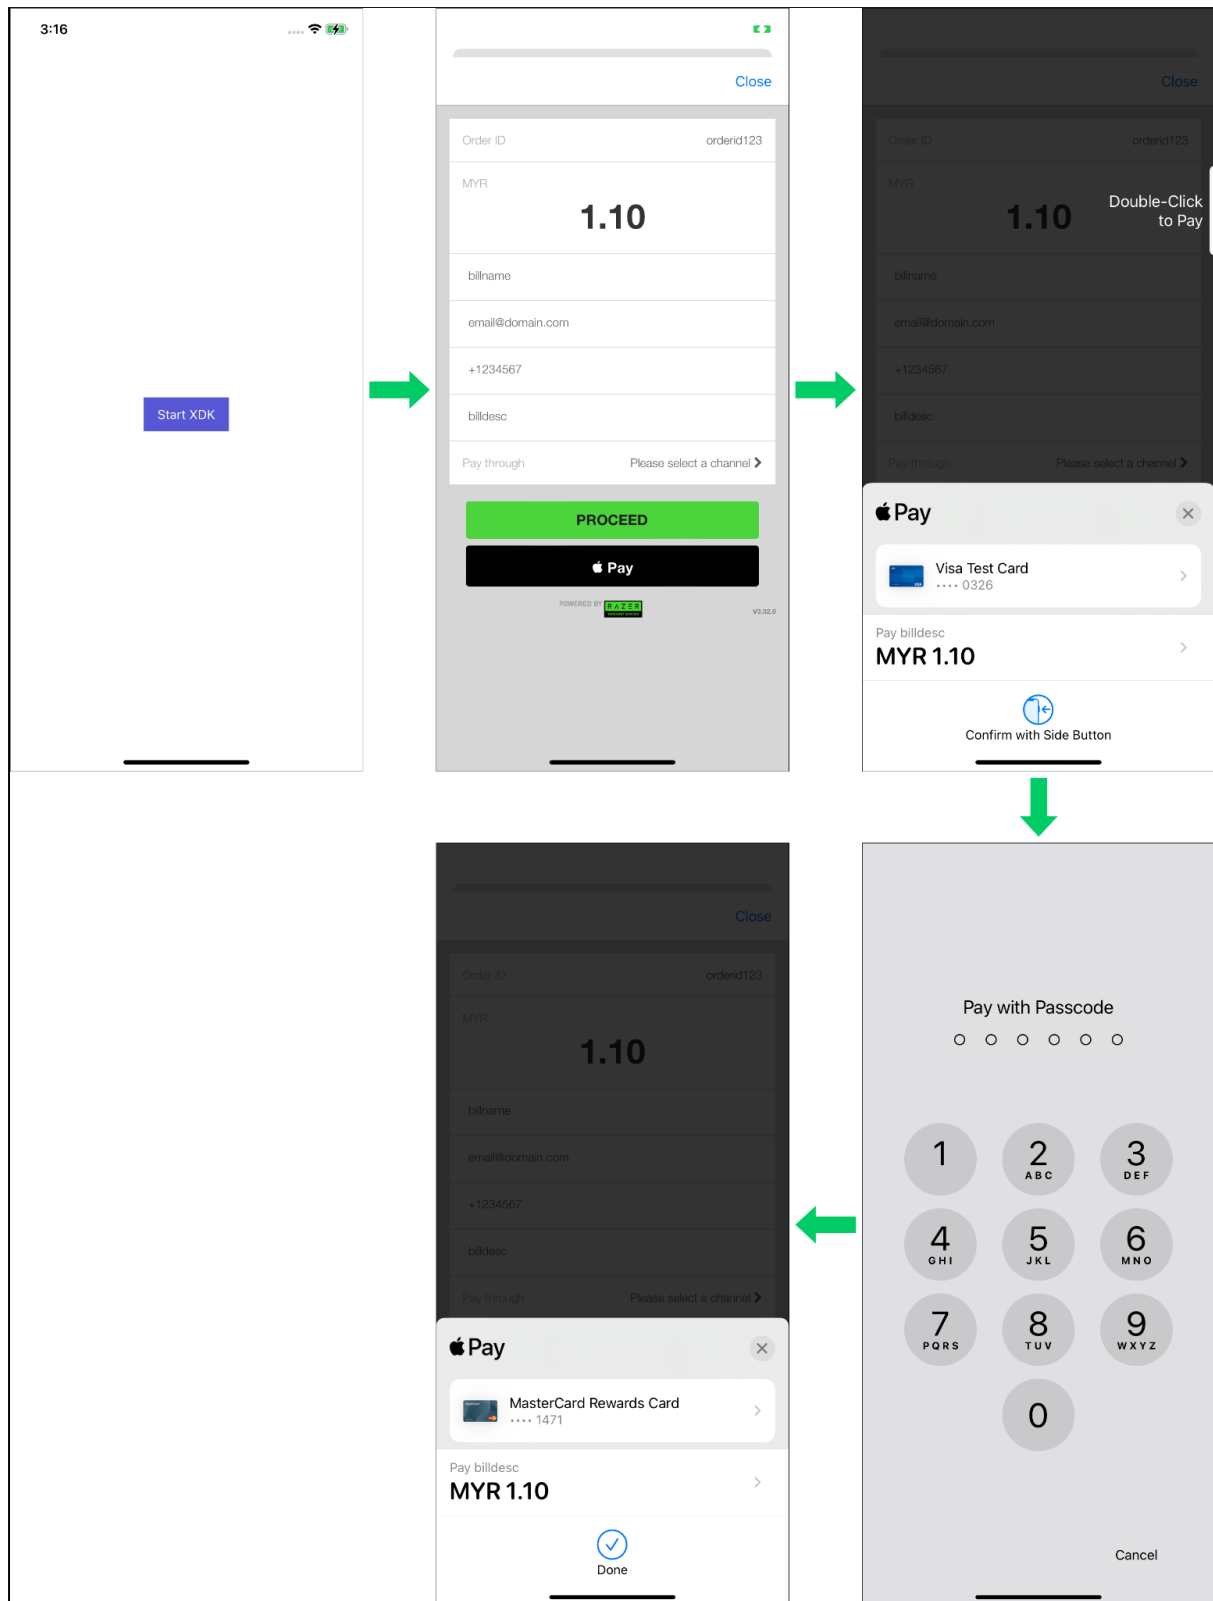 3:16
Start XDK
Close
Order ID orderid123
MYR
1.10
billname
email@domain.com
+1234567
billdesc
Pay through Please select a channel
PROCEED
Pay
POWERED BY RAZER
V3.32.0
Close
Order ID orderid123
MYR
1.10
Double-Click
to Pay
billname
email@domain.com
+1234567
billdesc
Pay through Please select a channel
Pay
VISA
Visa Test Card
•••• 0326
Pay billdesc
MYR 1.10
Confirm with Side Button
Pay with Passcode
1
2
ABC
3
DEF
4
GHI
5
JKL
6
MNO
7
PQRS
8
TUV
9
WXYZ
0
Cancel
Close
Order ID orderid123
MYR
1.10
billname
email@domain.com
+1234567
billdesc
Pay through Please select a channel
Pay
MasterCard Rewards Card
•••• 1471
Pay billdesc
MYR 1.10
Done